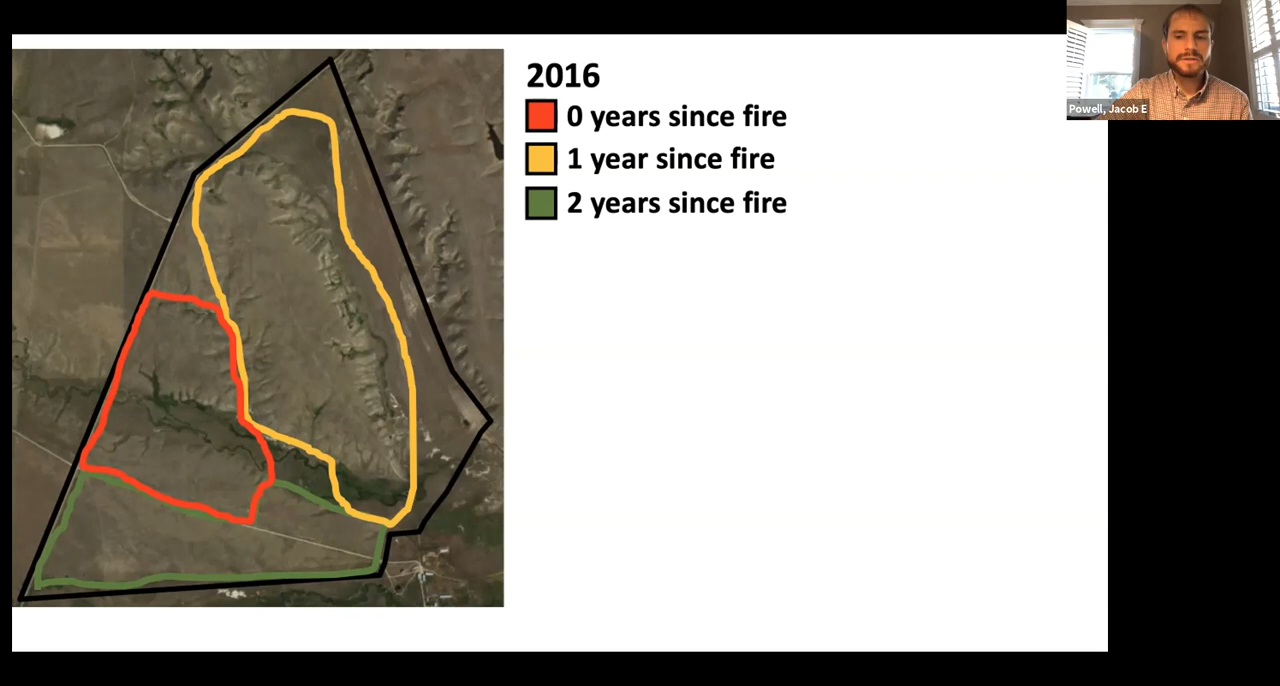 2016
0 years since fire
1 year since fire
2 years since fire
Powell, Jacob E